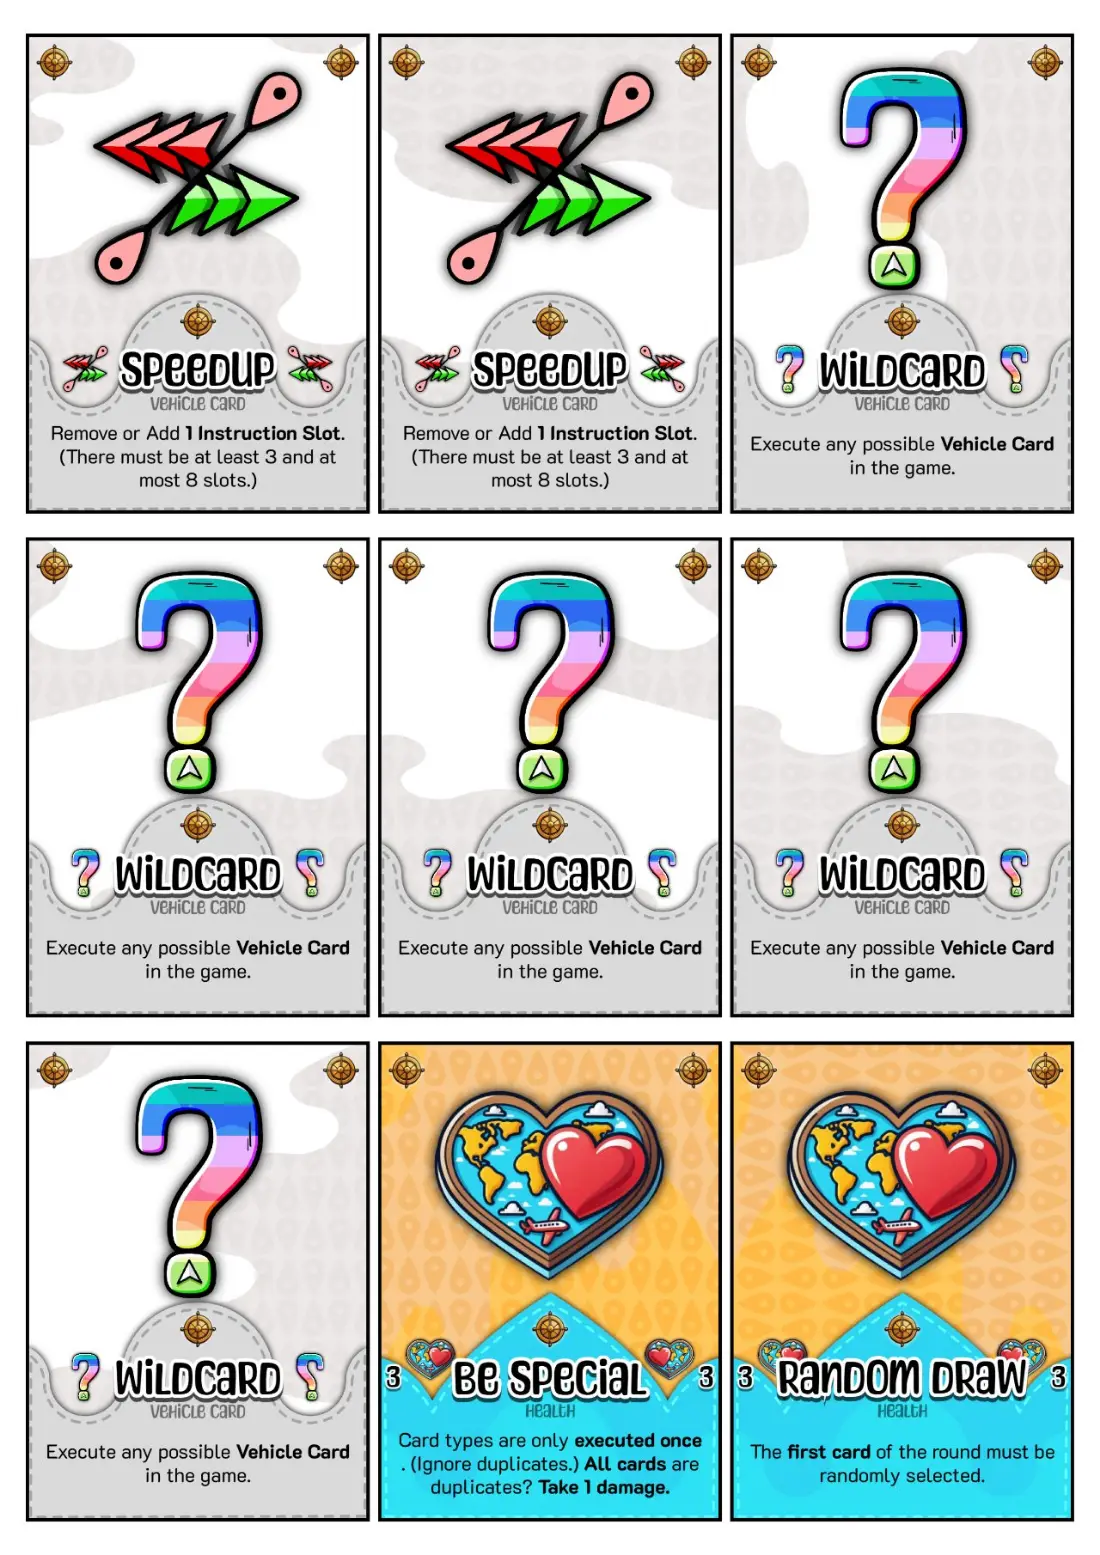 SPEEDUP
VEHICLE CARD
Remove or Add 1 Instruction Slot.
(There must be at least 3 and at
most 8 slots.)
SPEEDUP
VEHICLE CARD
Remove or Add 1 Instruction Slot.
(There must be at least 3 and at
most 8 slots.)
WILDCARD
VEHICLE CARD
Execute any possible Vehicle Card
in the game.
WILDCARD
VEHICLE CARD
Execute any possible Vehicle Card
in the game.
WILDCARD
VEHICLE CARD
Execute any possible Vehicle Card
in the game.
WILDCARD
VEHICLE CARD
Execute any possible Vehicle Card
in the game.
WILDCARD
VEHICLE CARD
Execute any possible Vehicle Card
in the game.
3 BE SPECIAL 3
HEALTH
Card types are only executed once
. (Ignore duplicates.) All cards are
duplicates? Take 1 damage.
3 RANDOM DRAW 3
HEALTH
The first card of the round must be
randomly selected.